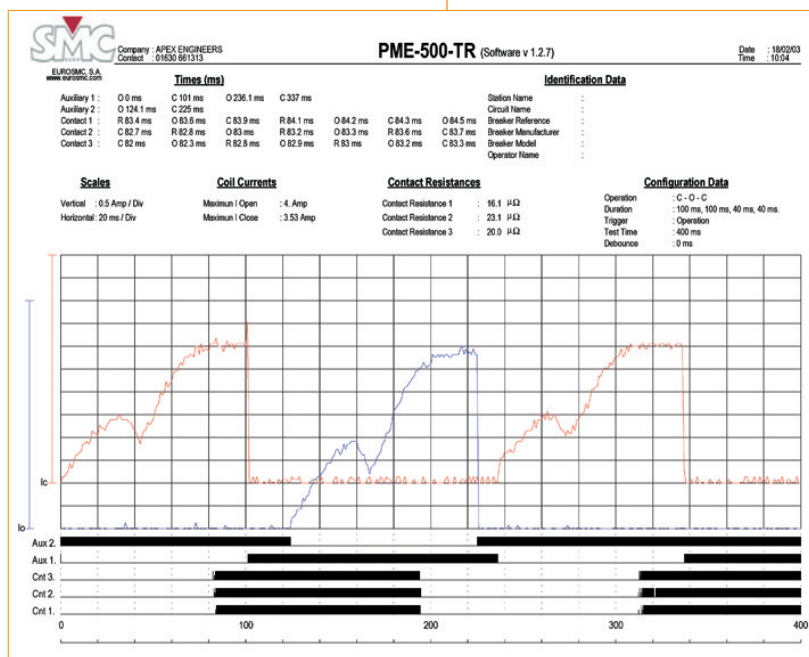 SMC
EUROSMC, S.A.
www.eurosmc.com
Company : APEX ENGINEERS
Contact : 01630 661313
PME-500-TR (Software v 1.2.7)
Date : 18/02/03
Time : 10:04
Times (ms)
Auxiliary 1 : O 0 ms C 101 ms O 236.1 ms C 337 ms
Auxiliary 2 : O 124.1 ms C 225 ms
Contact 1 : R 83.4 ms O 83.6 ms C 83.9 ms R 84.1 ms O 84.2 ms C 84.3 ms O 84.5 ms
Contact 2 : C 82.7 ms R 82.8 ms O 83 ms R 83.2 ms O 83.3 ms R 83.6 ms C 83.7 ms
Contact 3 : C 82 ms O 82.3 ms R 82.8 ms O 82.9 ms R 83 ms O 83.2 ms C 83.3 ms
Identification Data
Station Name :
Circuit Name :
Breaker Reference :
Breaker Manufacturer :
Breaker Model :
Operator Name :
Scales
Vertical : 0.5 Amp / Div
Horizontal: 20 ms / Div
Coil Currents
Maximun I Open : 4. Amp
Maximun I Close : 3.53 Amp
Contact Resistances
Contact Resistance 1 : 16.1 µΩ
Contact Resistance 2 : 23.1 µΩ
Contact Resistance 3 : 20.0 µΩ
Configuration Data
Operation : C - O - C
Duration : 100 ms, 100 ms, 40 ms, 40 ms.
Trigger : Operation
Test Time : 400 ms
Debounce : 0 ms
Ic
Io
Aux 2.
Aux 1.
Cnt 3.
Cnt 2.
Cnt 1.
0 100 200 300 400